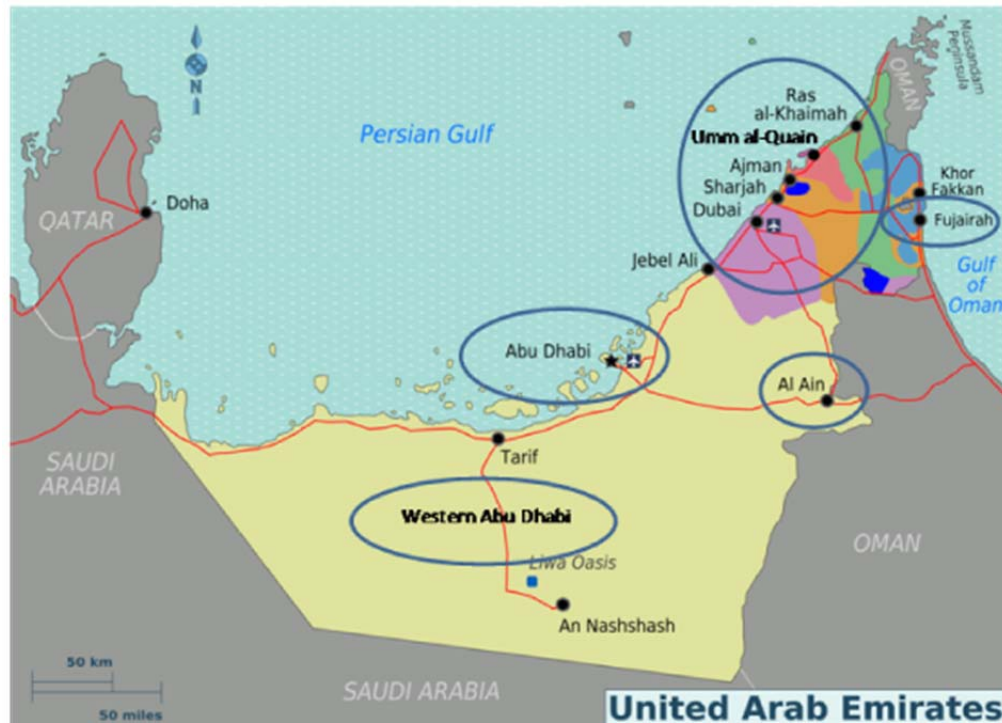 N
Persian Gulf
Mussandam
Peninsula
OMAN
Ras
al-Khaimah
Umm al-Quain
Ajman
Sharjah
Dubai
Khor
Fakkan
Fujairah
Gulf
of
Oman
QATAR
Doha
Jebel Ali
Abu Dhabi
Al Ain
Tarif
SAUDI
ARABIA
Western Abu Dhabi
Liwa Oasis
An Nashshash
OMAN
50 km
50 miles
SAUDI ARABIA
United Arab Emirates